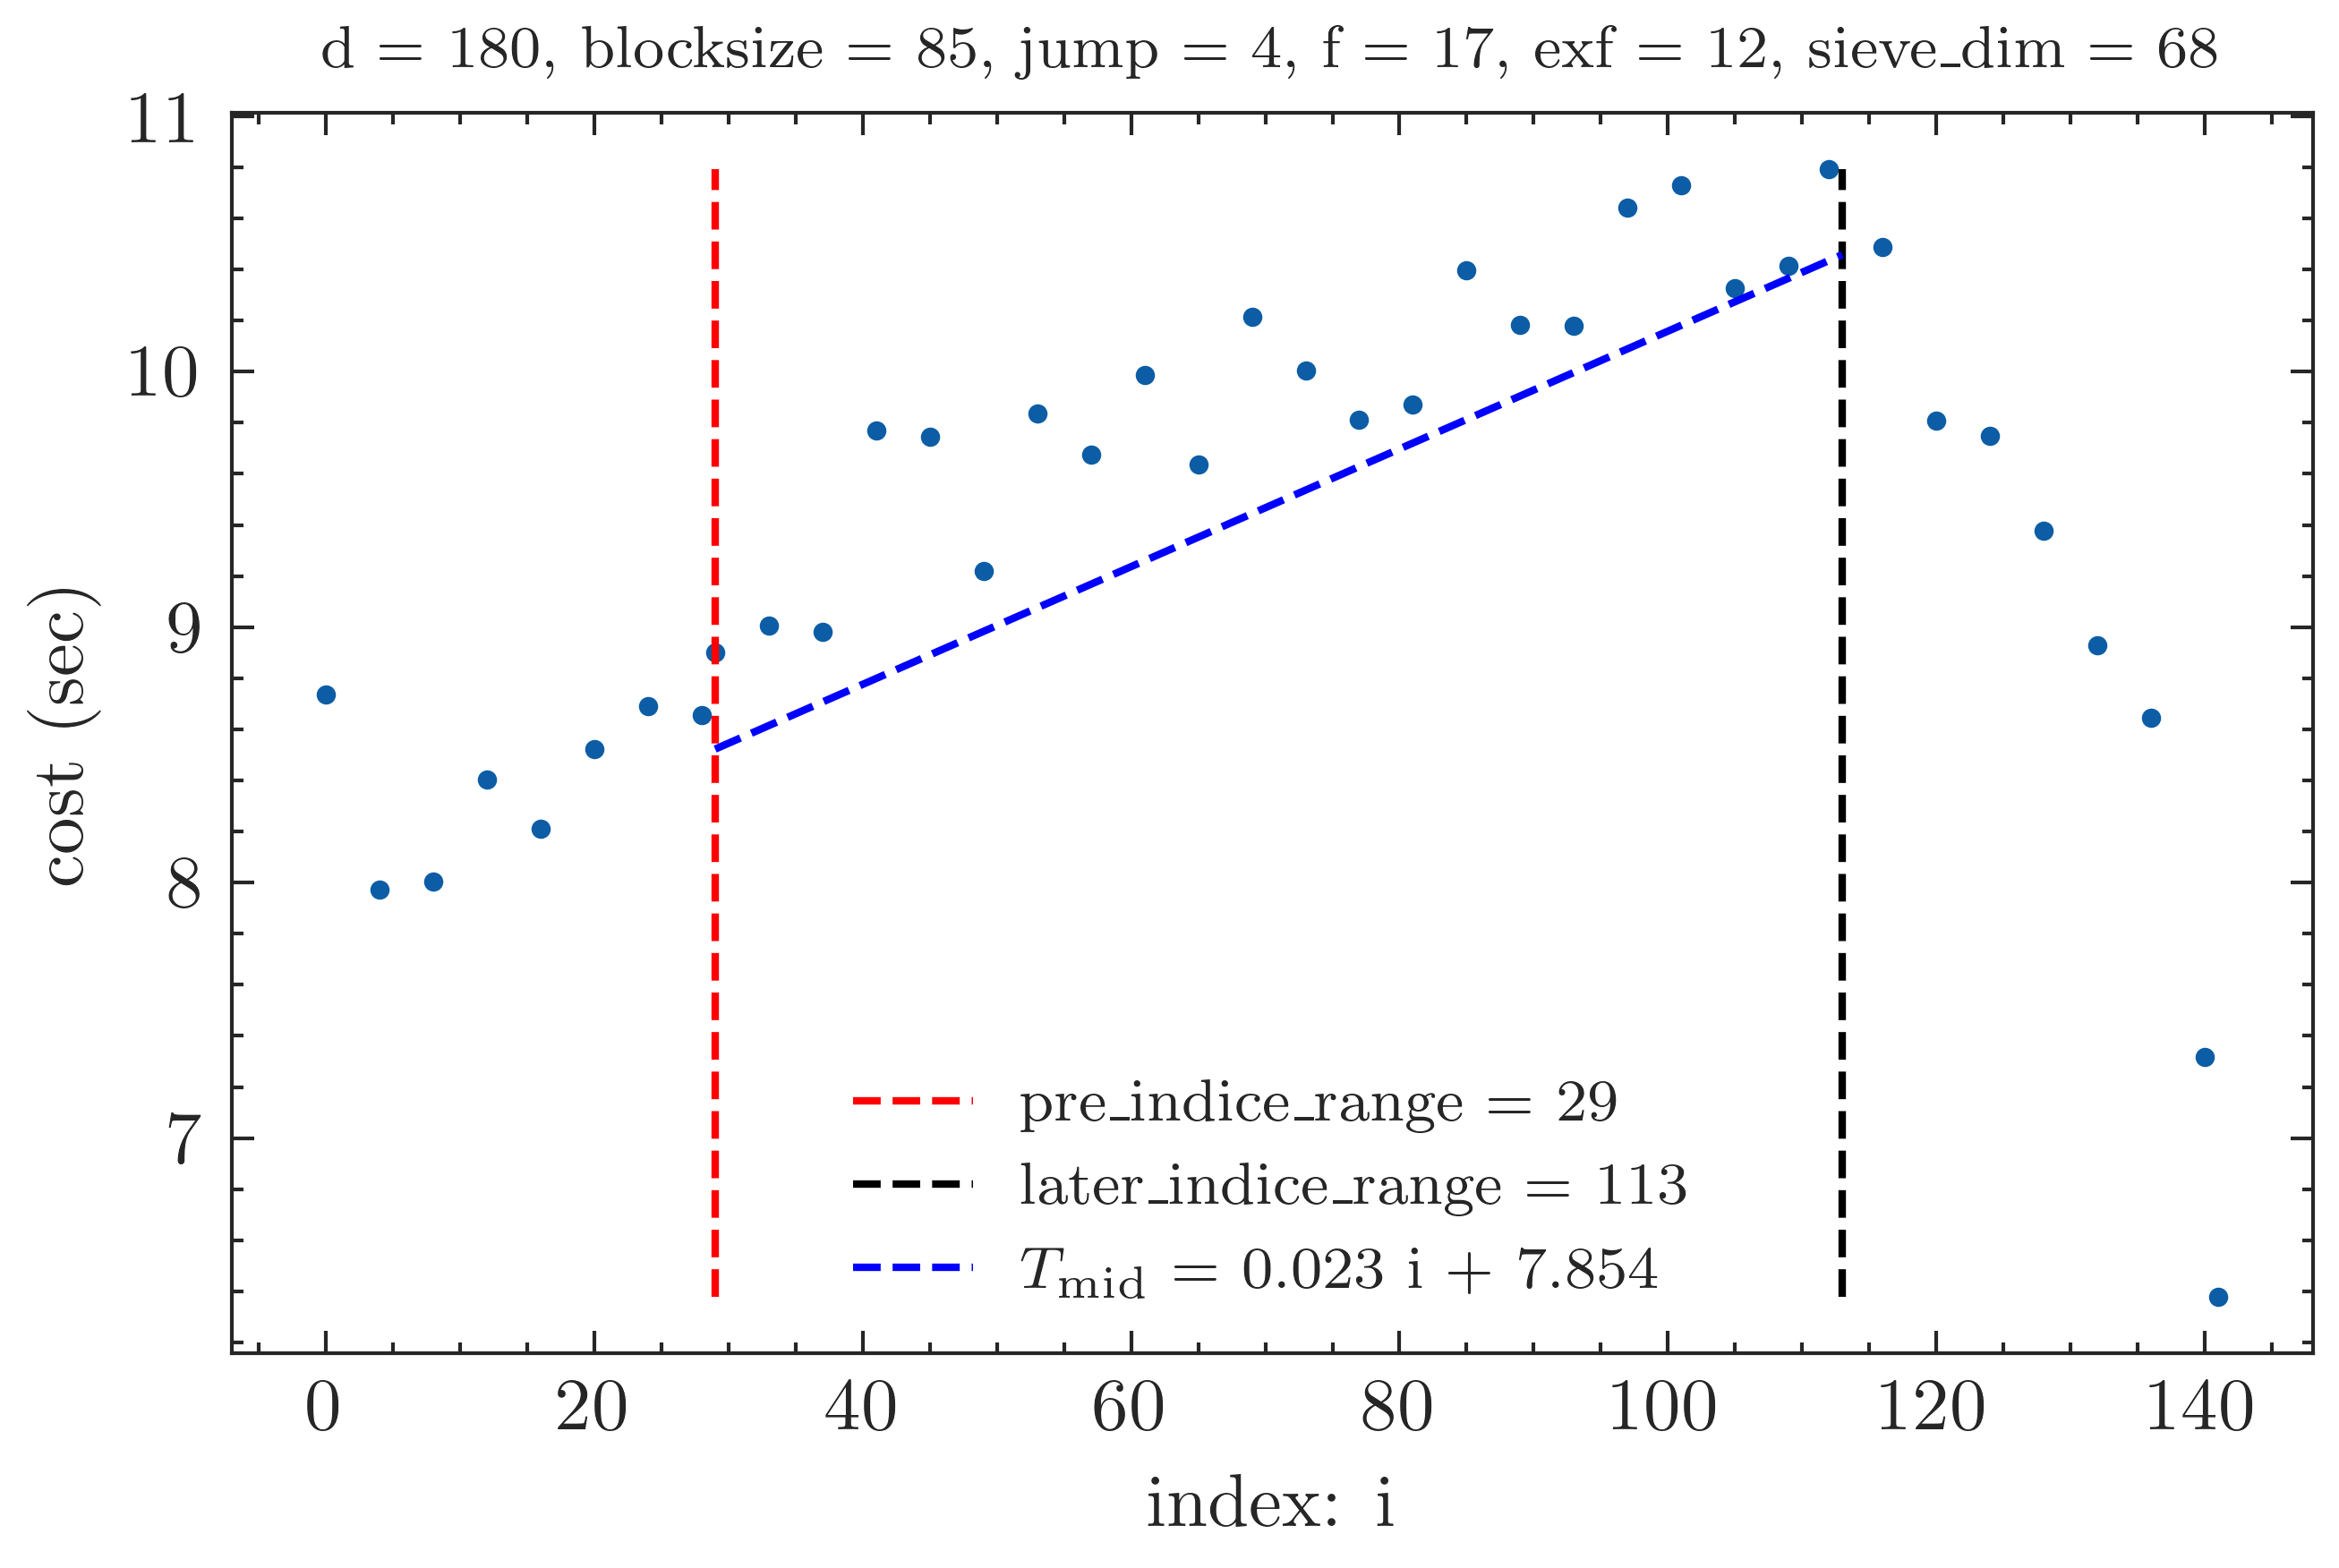 d = 180, blocksize = 85, jump = 4, f = 17, exf = 12, sieve_dim = 68
11
10
9
8
7
cost (sec)
pre_indice_range = 29
later_indice_range = 113
T_mid = 0.023 i + 7.854
0 20 40 60 80 100 120 140
index: i